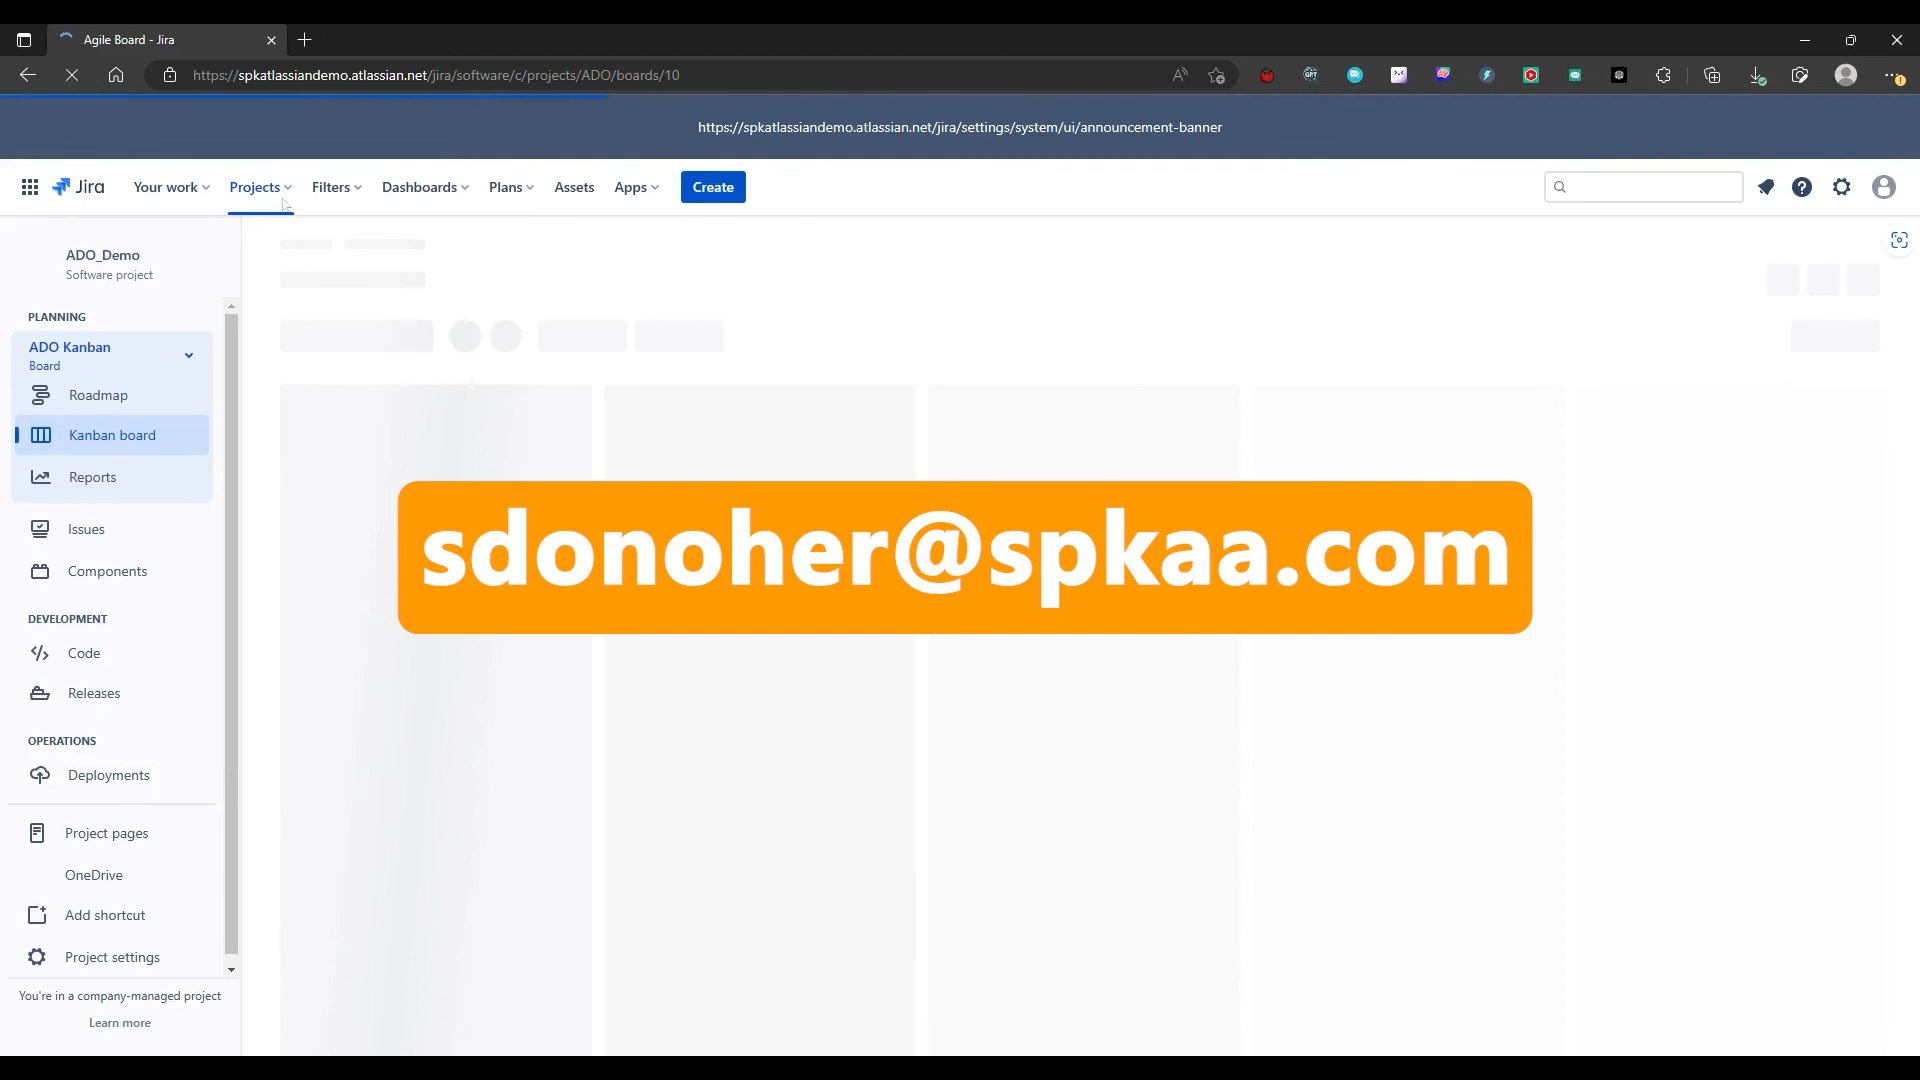 Agile Board - Jira
https://spkatlassiandemo.atlassian.net/jira/software/c/projects/ADO/boards/10
https://spkatlassiandemo.atlassian.net/jira/settings/system/ui/announcement-banner
Jira Your work Projects Filters Dashboards Plans Assets Apps Create
ADO_Demo
Software project
PLANNING
ADO Kanban
Board
Roadmap
Kanban board
Reports
Issues
Components
DEVELOPMENT
Code
Releases
OPERATIONS
Deployments
Project pages
OneDrive
Add shortcut
Project settings
You're in a company-managed project
Learn more
sdonoher@spkaa.com